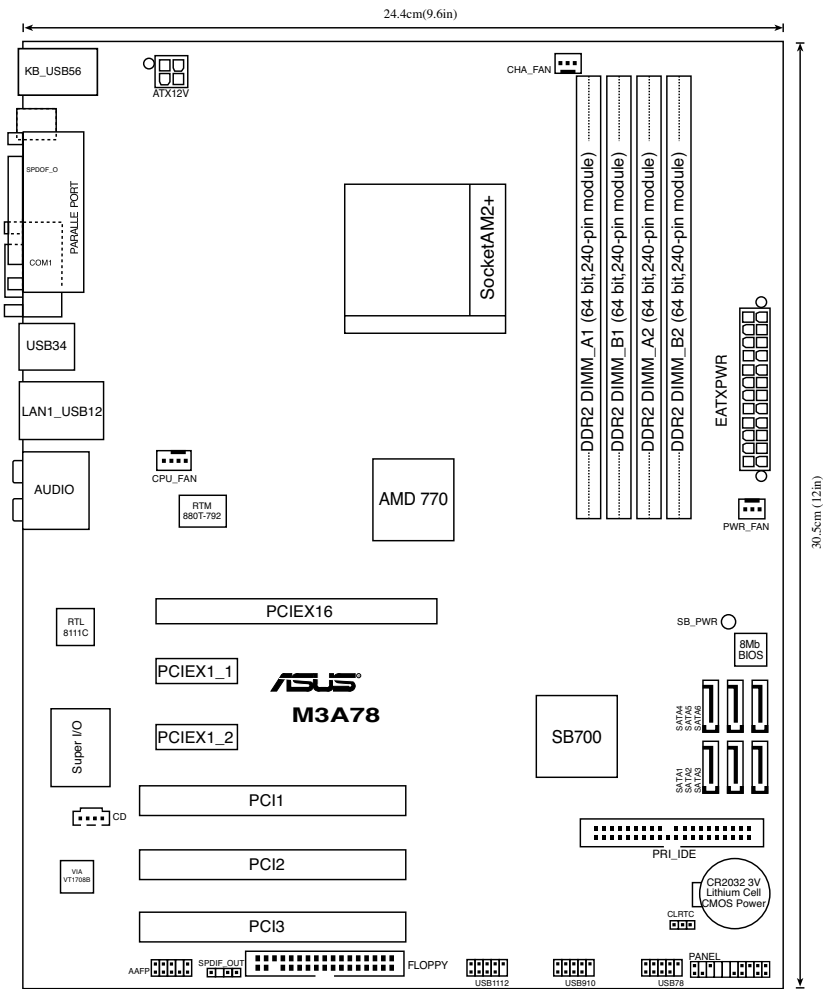 24.4cm(9.6in)
KB_USB56
ATX12V
CHA_FAN
SPDOF_O
PARALLE PORT
COM1
SocketAM2+
DDR2 DIMM_A1 (64 bit,240-pin module)
DDR2 DIMM_B1 (64 bit,240-pin module)
DDR2 DIMM_A2 (64 bit,240-pin module)
DDR2 DIMM_B2 (64 bit,240-pin module)
USB34
EATXPWR
LAN1_USB12
CPU_FAN
AUDIO
RTM
880T-792
AMD 770
PWR_FAN
30.5cm (12in)
PCIEX16
RTL
8111C
SB_PWR
8Mb
BIOS
PCIEX1_1
ASUS
M3A78
SATA4
SATA5
SATA6
Super I/O
PCIEX1_2
SB700
SATA1
SATA2
SATA3
PCI1
CD
PRI_IDE
PCI2
VIA
VT1708B
CR2032 3V
Lithium Cell
CMOS Power
CLRTC
PCI3
AAFP
SPDIF_OUT
FLOPPY
USB1112
USB910
USB78
PANEL